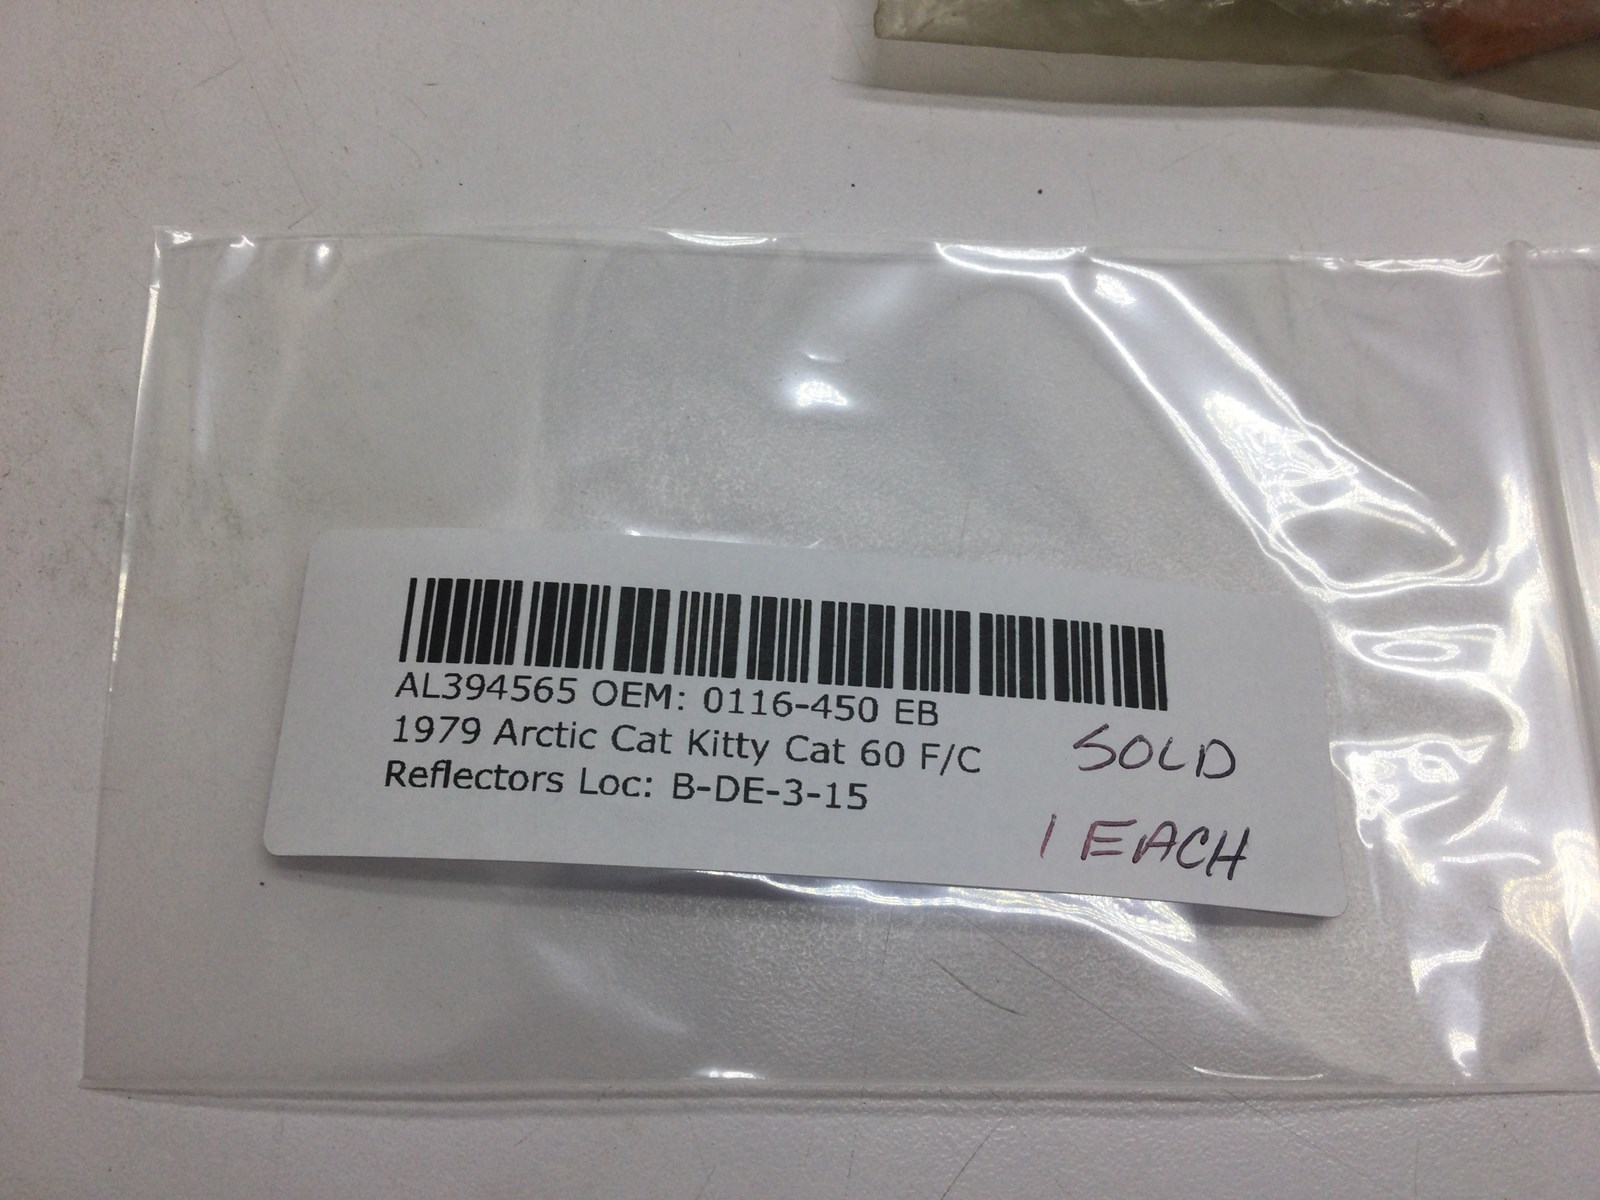 AL394565 OEM: 0116-450 EB
1979 Arctic Cat Kitty Cat 60 F/C
Reflectors Loc: B-DE-3-15
SOLD
1 EACH